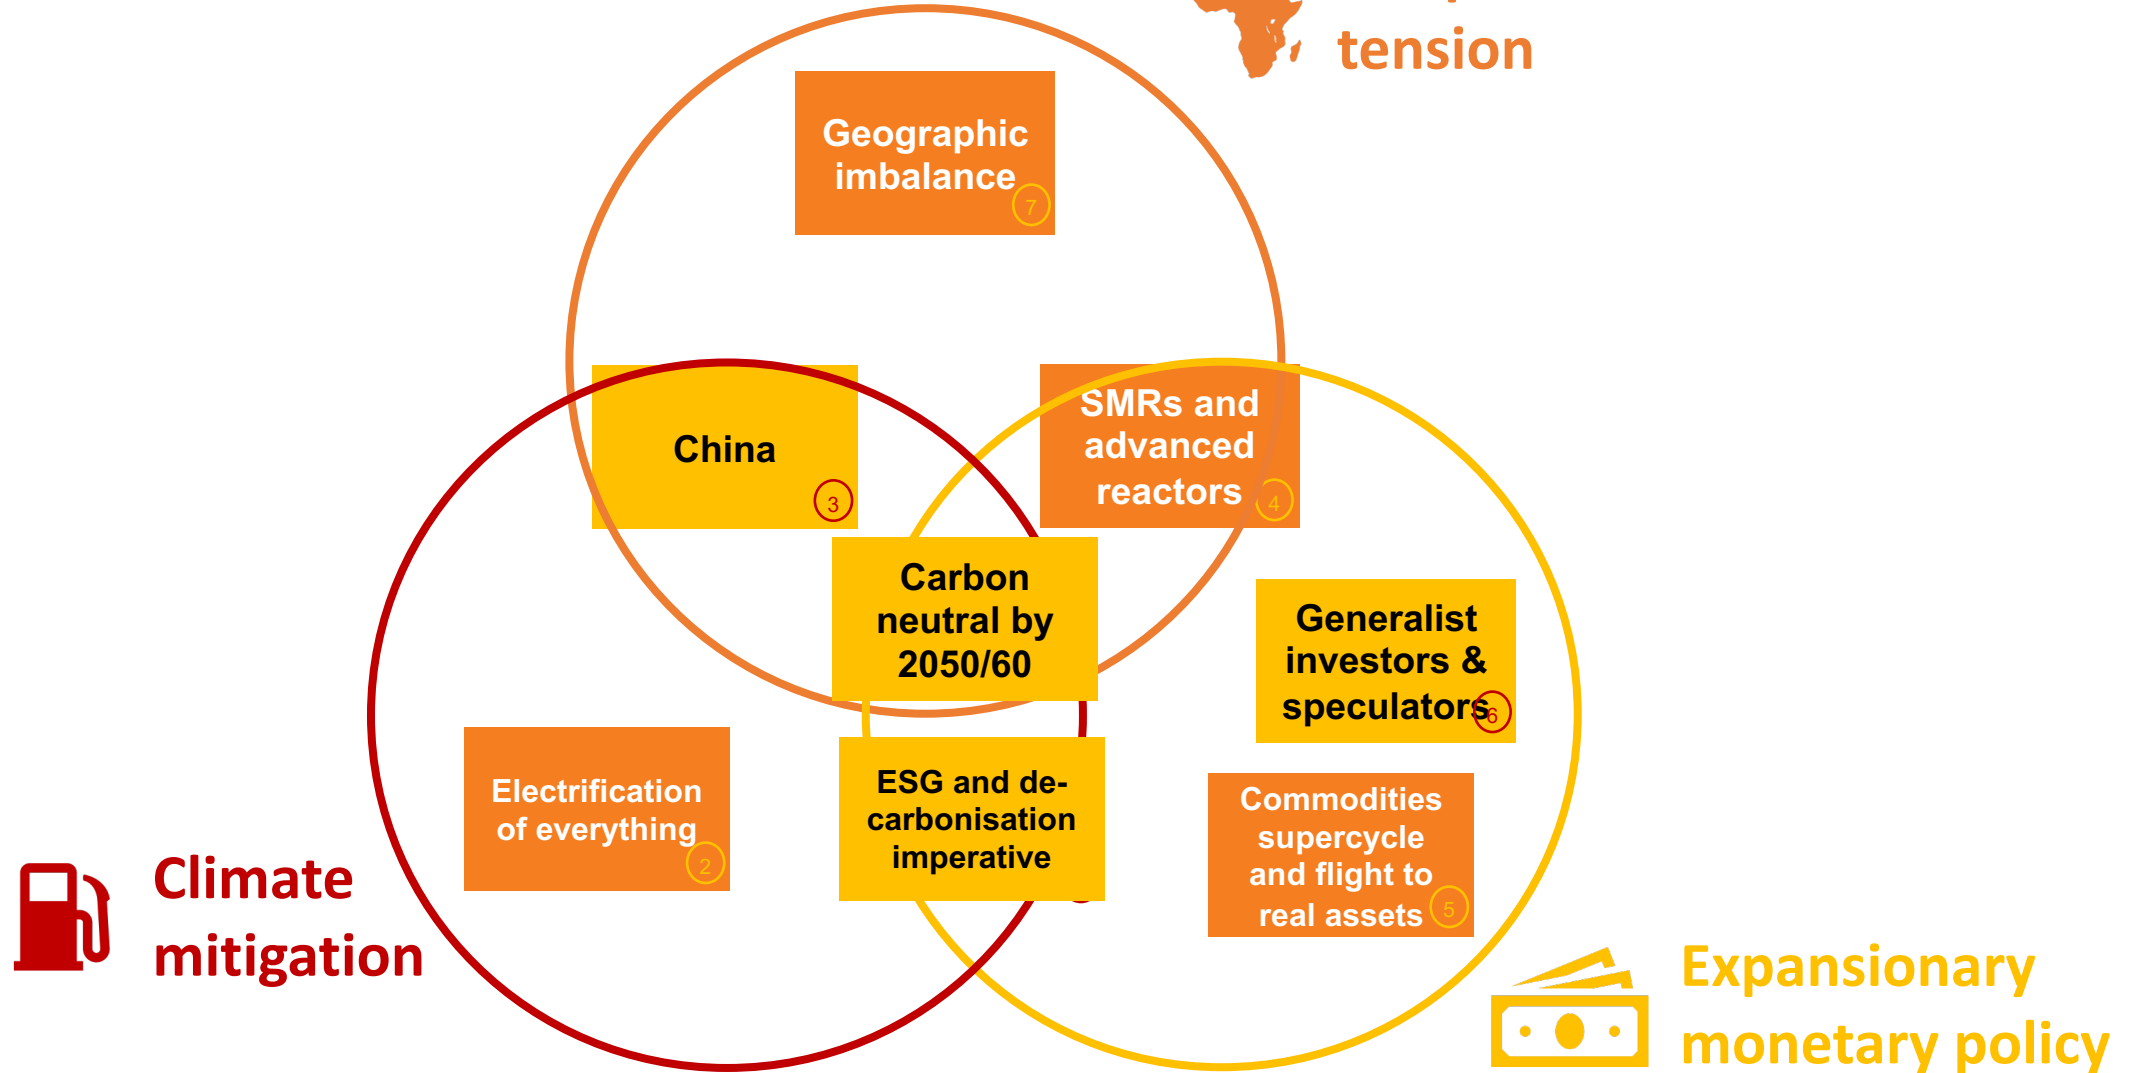 tension
Geographic
imbalance
7
China
3
SMRs and
advanced
reactors
4
Carbon
neutral by
2050/60
Generalist
investors &
speculators
6
Electrification
of everything
2
ESG and de-
carbonisation
imperative
Commodities
supercycle
and flight to
real assets
5
Climate
mitigation
Expansionary
monetary policy